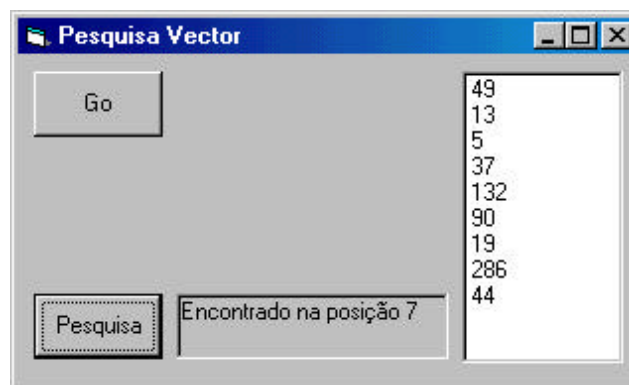 Pesquisa Vector
Go
49
13
5
37
132
90
19
286
44
Pesquisa
Encontrado na posição 7